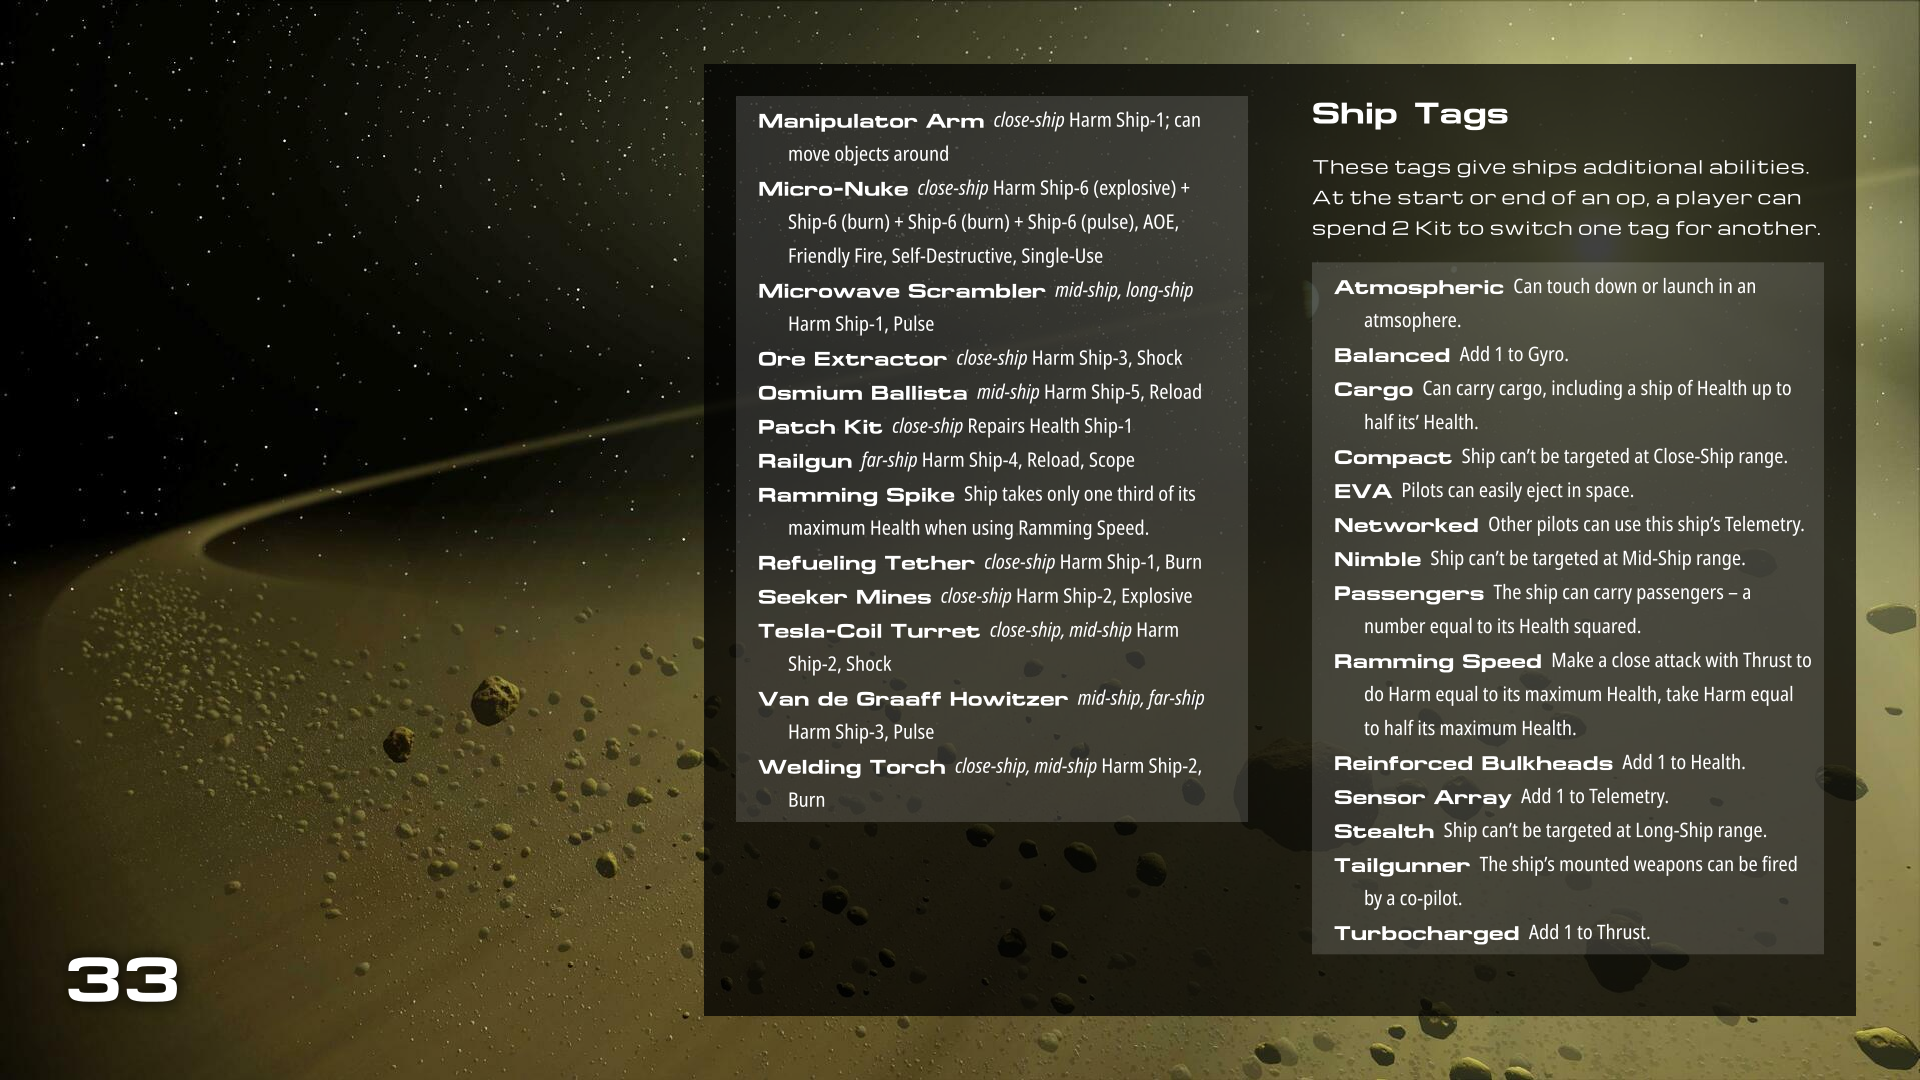 Manipulator Arm close-ship Harm Ship-1; can
move objects around
Micro-Nuke close-ship Harm Ship-6 (explosive) +
Ship-6 (burn) + Ship-6 (burn) + Ship-6 (pulse), AOE,
Friendly Fire, Self-Destructive, Single-Use
Microwave Scrambler mid-ship, long-ship
Harm Ship-1, Pulse
Ore Extractor close-ship Harm Ship-3, Shock
Osmium Ballista mid-ship Harm Ship-5, Reload
Patch Kit close-ship Repairs Health Ship-1
Railgun far-ship Harm Ship-4, Reload, Scope
Ramming Spike Ship takes only one third of its
maximum Health when using Ramming Speed.
Refueling Tether close-ship Harm Ship-1, Burn
Seeker Mines close-ship Harm Ship-2, Explosive
Tesla-Coil Turret close-ship, mid-ship Harm
Ship-2, Shock
Van de Graaff Howitzer mid-ship, far-ship
Harm Ship-3, Pulse
Welding Torch close-ship, mid-ship Harm Ship-2,
Burn
Ship Tags
These tags give ships additional abilities.
At the start or end of an op, a player can
spend 2 Kit to switch one tag for another.
Atmospheric Can touch down or launch in an
atmsophere.
Balanced Add 1 to Gyro.
Cargo Can carry cargo, including a ship of Health up to
half its’ Health.
Compact Ship can’t be targeted at Close-Ship range.
EVA Pilots can easily eject in space.
Networked Other pilots can use this ship’s Telemetry.
Nimble Ship can’t be targeted at Mid-Ship range.
Passengers The ship can carry passengers – a
number equal to its Health squared.
Ramming Speed Make a close attack with Thrust to
do Harm equal to its maximum Health, take Harm equal
to half its maximum Health.
Reinforced Bulkheads Add 1 to Health.
Sensor Array Add 1 to Telemetry.
Stealth Ship can’t be targeted at Long-Ship range.
Tailgunner The ship’s mounted weapons can be fired
by a co-pilot.
Turbocharged Add 1 to Thrust.
33